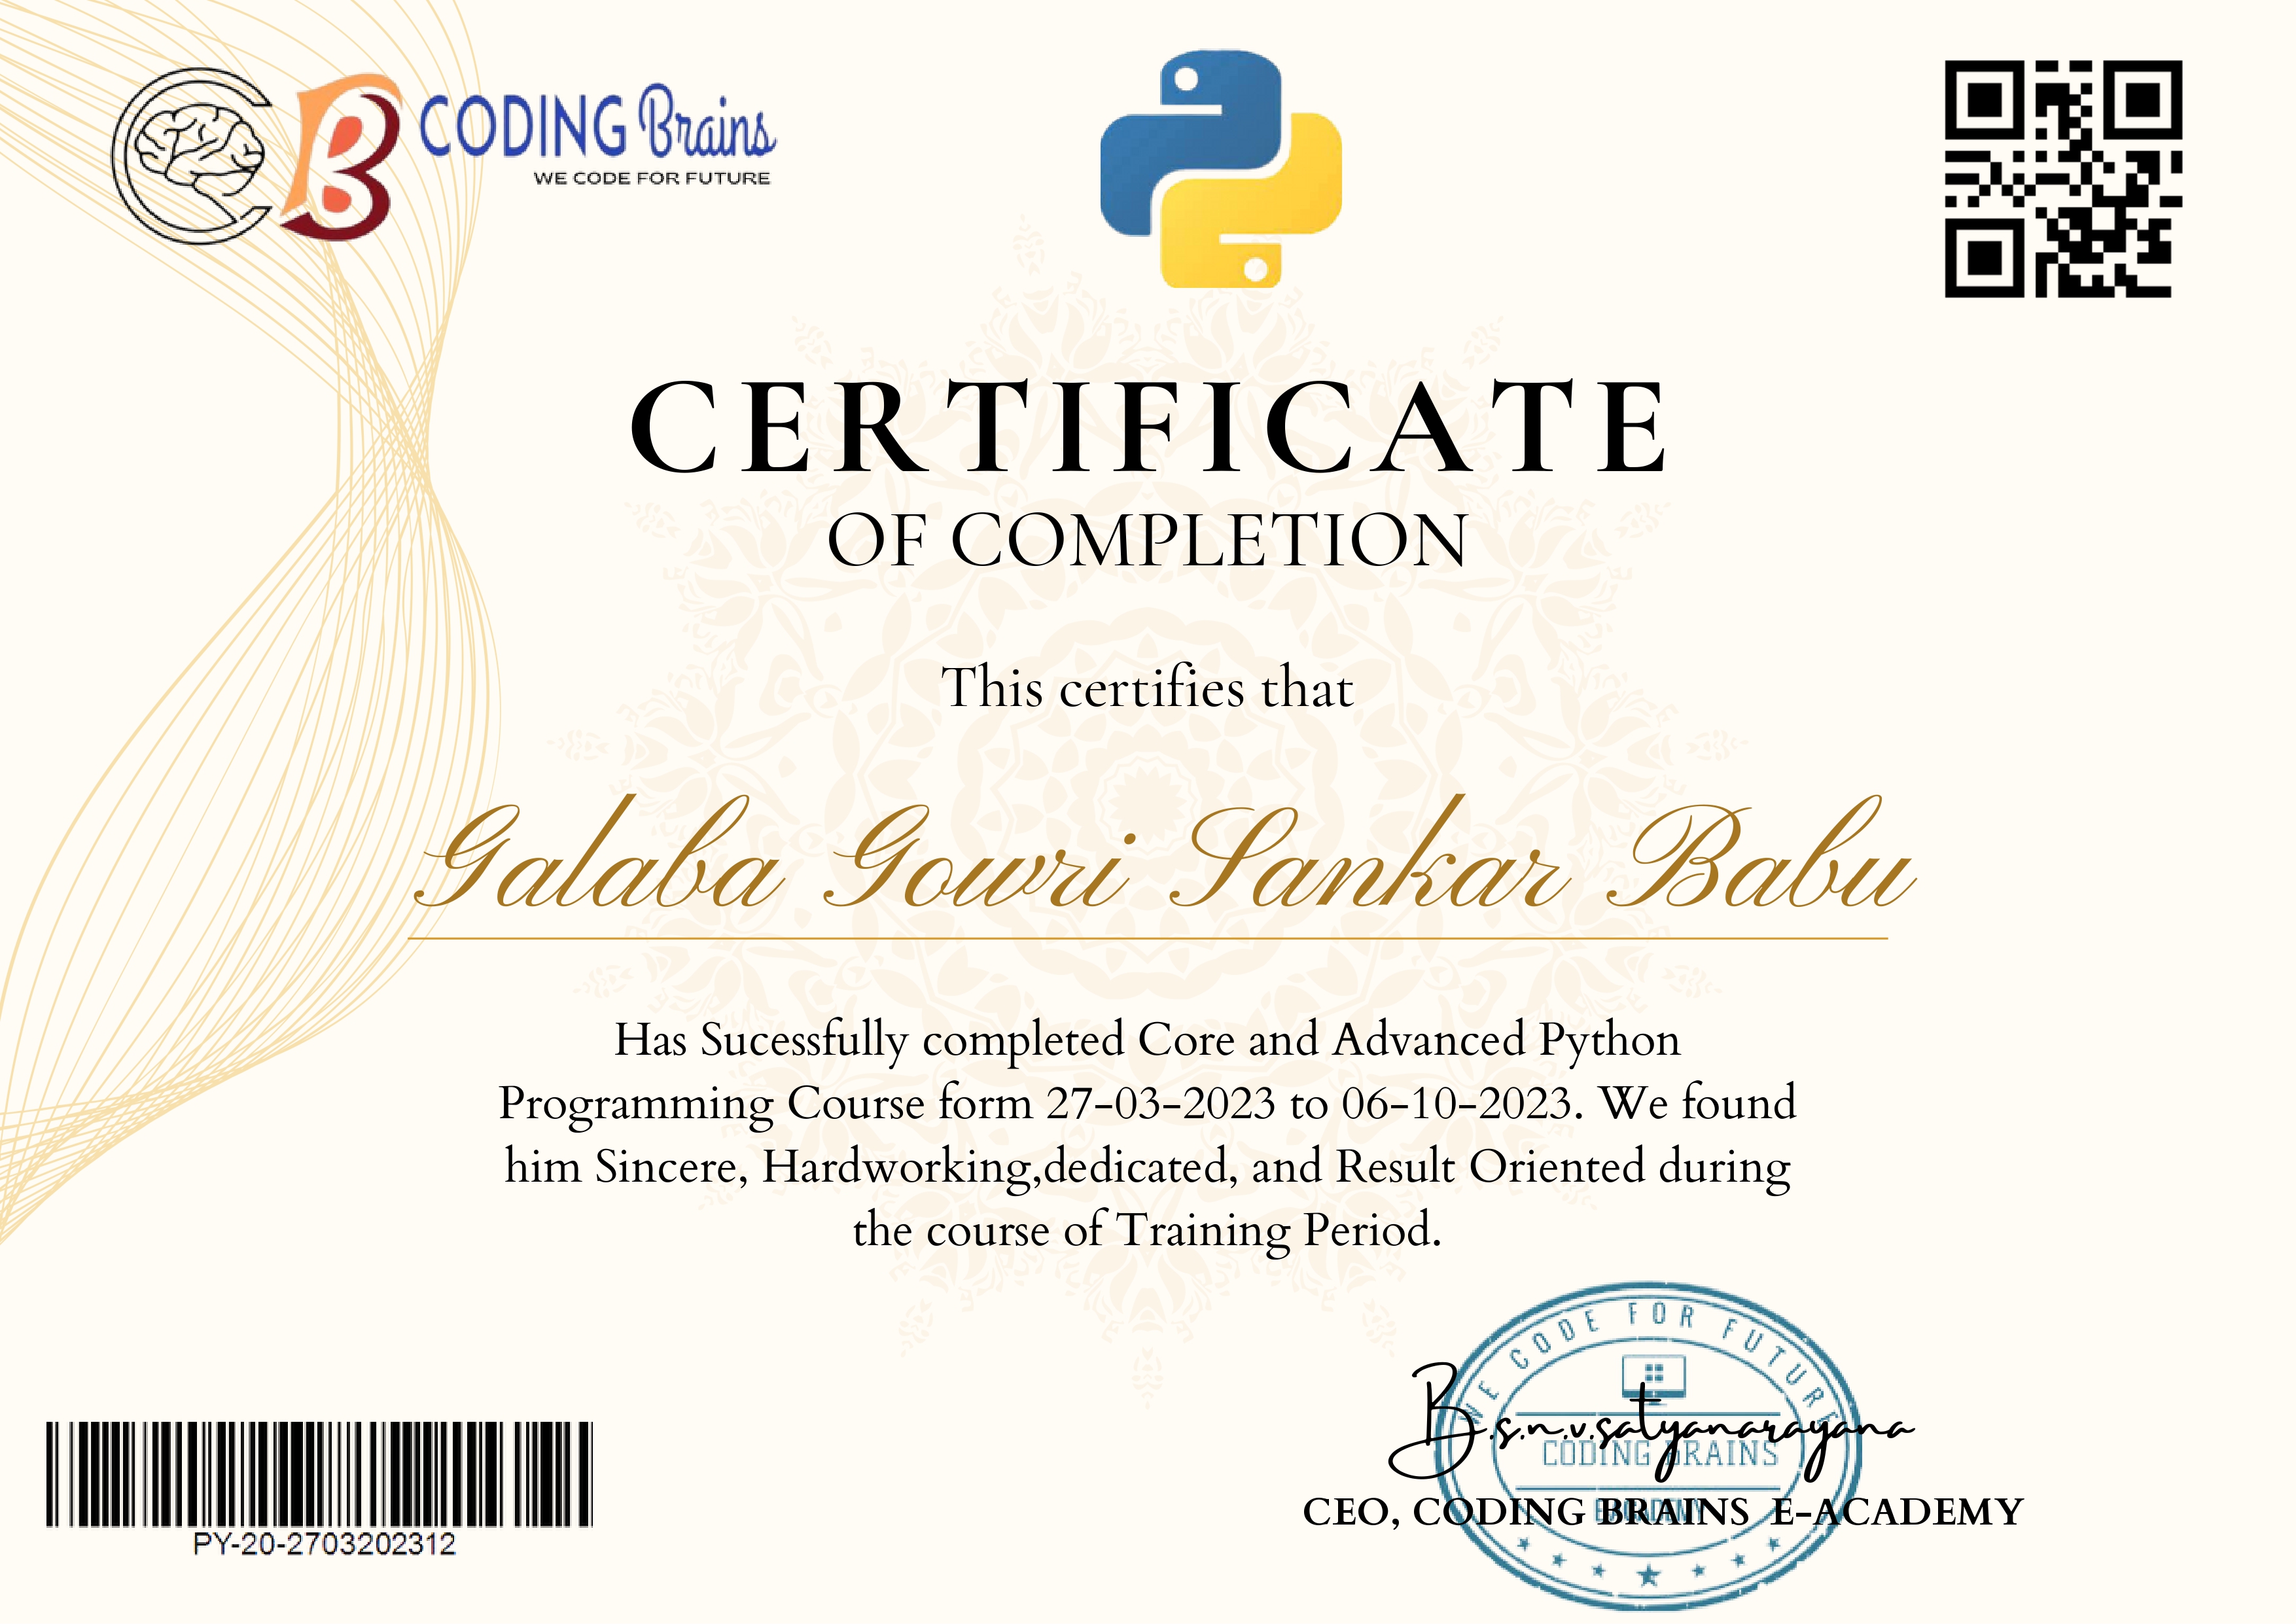 CODING Brains
WE CODE FOR FUTURE
CERTIFICATE
OF COMPLETION
This certifies that
Galaba Gowri Sankar Babu
Has Sucessfully completed Core and Advanced Python
Programming Course form 27-03-2023 to 06-10-2023. We found
him Sincere, Hardworking,dedicated, and Result Oriented during
the course of Training Period.
WE CODE FOR FUTURE
B.s.n.v.satyanarayana
CODING BRAINS
CEO, CODING BRAINS E-ACADEMY
PY-20-2703202312